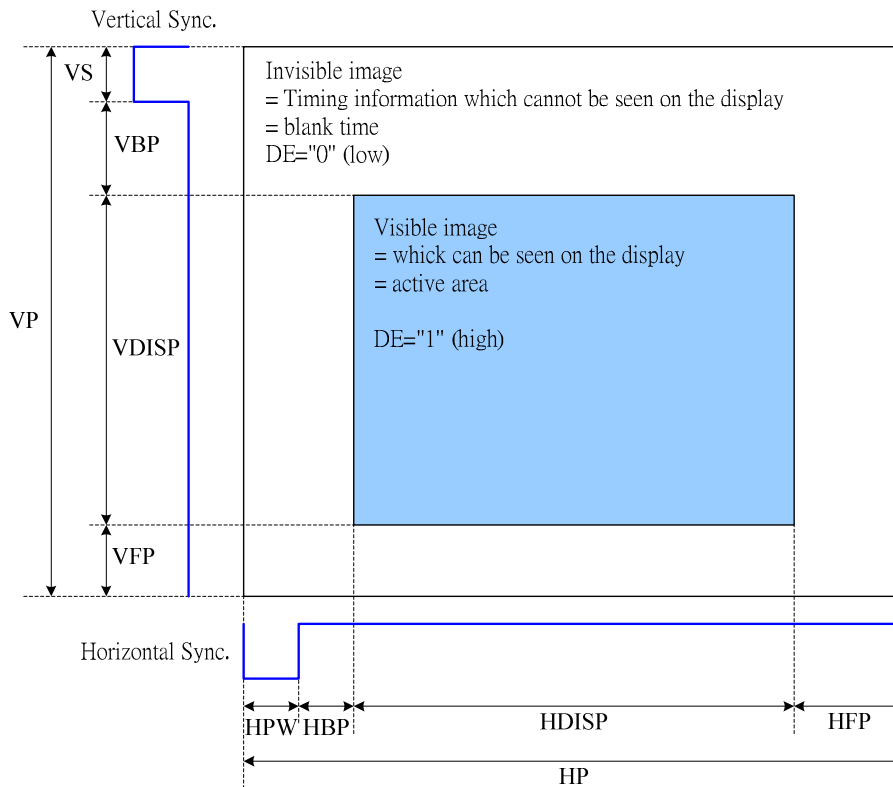 Vertical Sync.
VS
Invisible image
= Timing information which cannot be seen on the display
= blank time
DE="0" (low)
VBP
Visible image
= whick can be seen on the display
= active area
DE="1" (high)
VP
VDISP
VFP
Horizontal Sync.
HPW
HBP
HDISP
HFP
HP